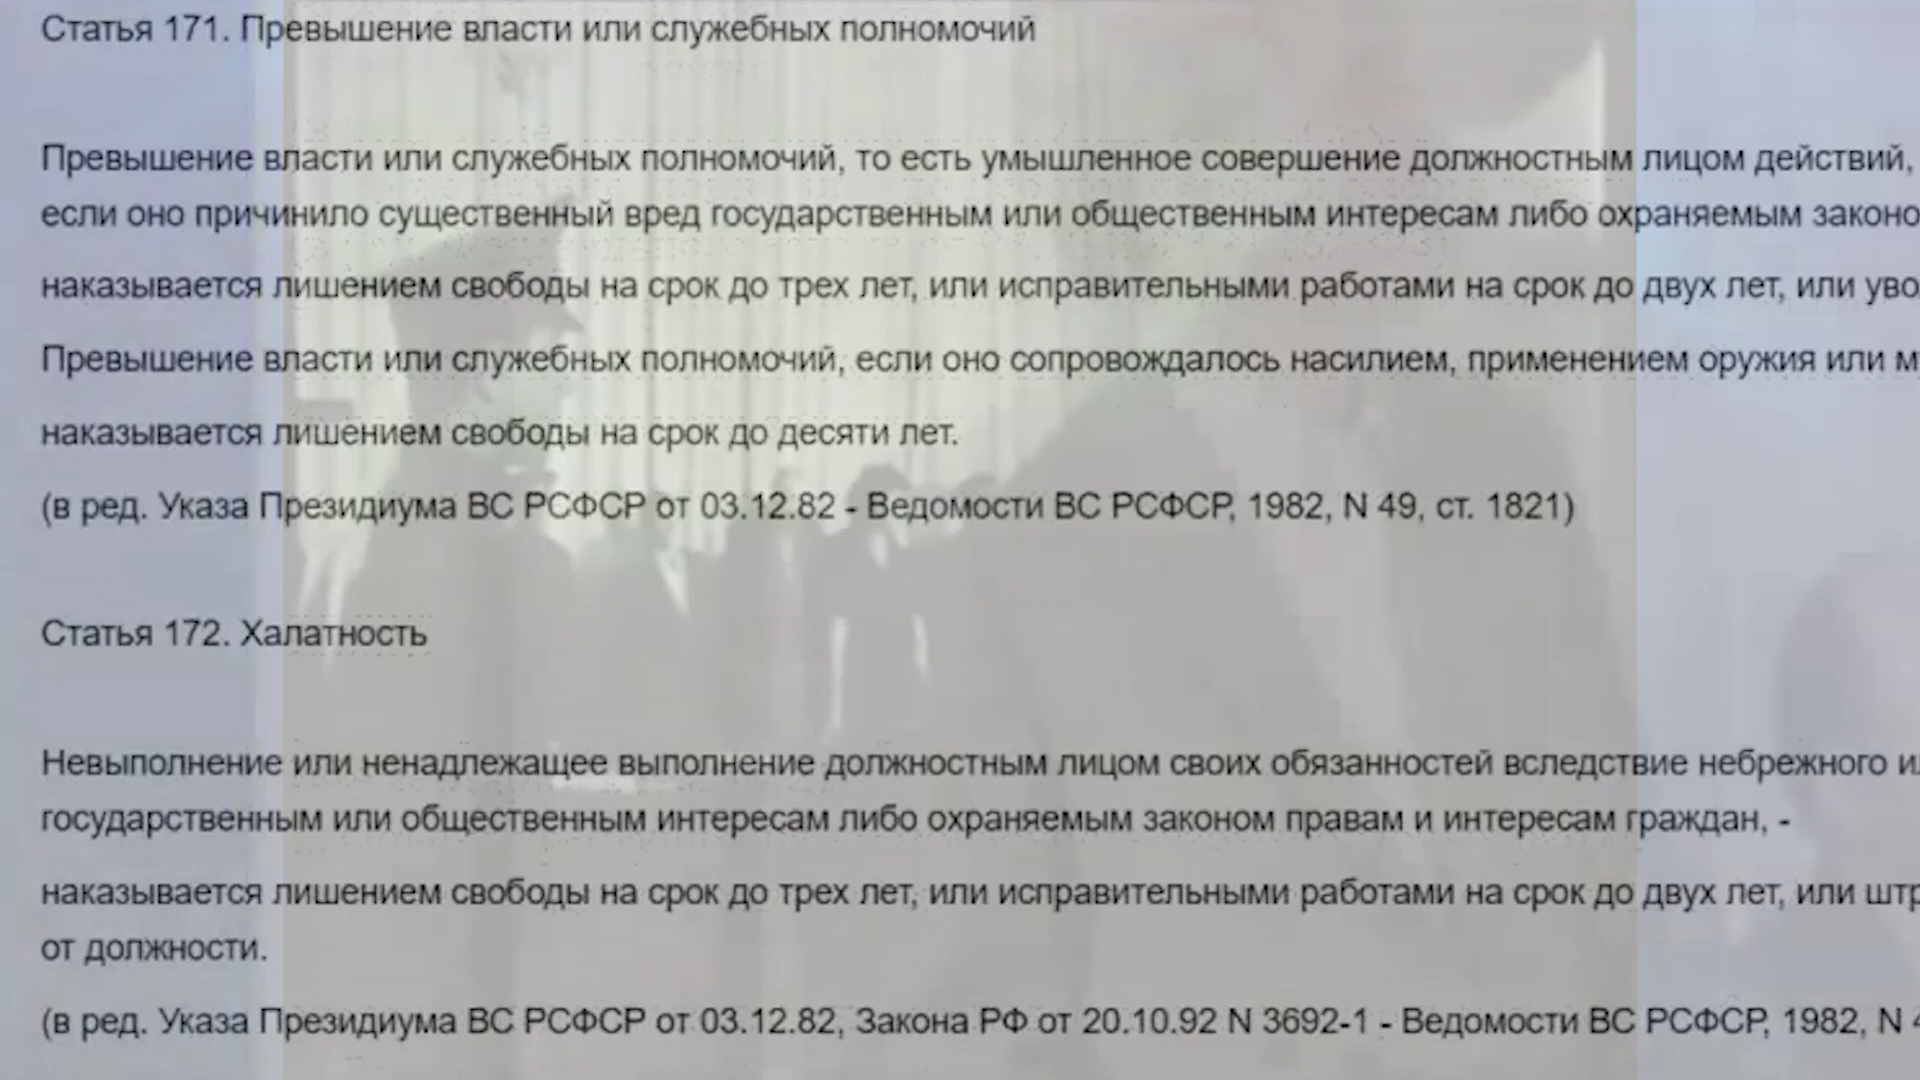 Статья 171. Превышение власти или служебных полномочий
Превышение власти или служебных полномочий, то есть умышленное совершение должностным лицом действий,
если оно причинило существенный вред государственным или общественным интересам либо охраняемым
наказывается лишением свободы на срок до трех лет, или исправительными работами на срок до двух лет, или
Превышение власти или служебных полномочий, если оно сопровождалось насилием, применением оружия или
наказывается лишением свободы на срок до десяти лет.
(в ред. Указа Президиума ВС РСФСР от 03.12.82 - Ведомости ВС РСФСР, 1982, N 49, ст. 1821)
Статья 172. Халатность
Невыполнение или ненадлежащее выполнение должностным лицом своих обязанностей вследствие небрежного
государственным или общественным интересам либо охраняемым законом правам и интересам граждан, -
наказывается лишением свободы на срок до трех лет, или исправительными работами на срок до двух лет, или
от должности.
(в ред. Указа Президиума ВС РСФСР от 03.12.82, Закона РФ от 20.10.92 N 3692-1 - Ведомости ВС РСФСР, 1982, N